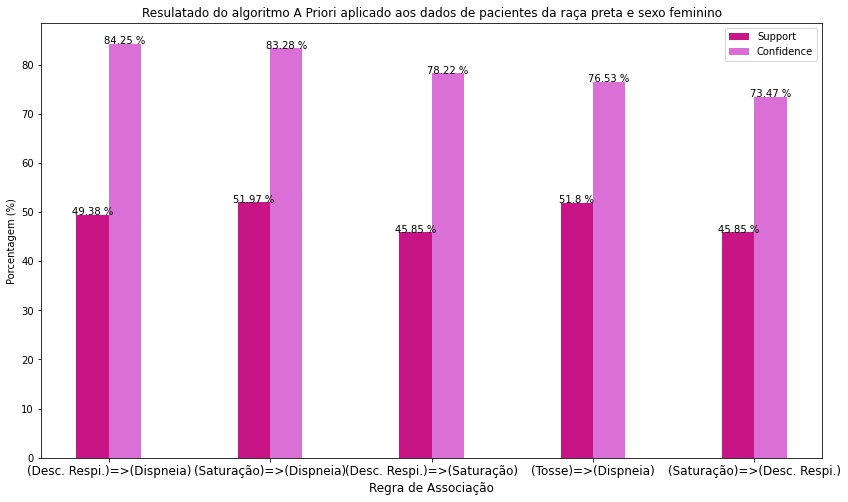 Resulatado do algoritmo A Priori aplicado aos dados de pacientes da raça preta e sexo feminino
Support
Confidence
84.25 %
83.28 %
78.22 %
76.53 %
73.47 %
49.38 %
51.97 %
45.85 %
51.8 %
45.85 %
Porcentagem (%)
80
70
60
50
40
30
20
10
0
(Desc. Respi.)=>(Dispneia)
(Saturação)=>(Dispneia)
(Desc. Respi.)=>(Saturação)
(Tosse)=>(Dispneia)
(Saturação)=>(Desc. Respi.)
Regra de Associação